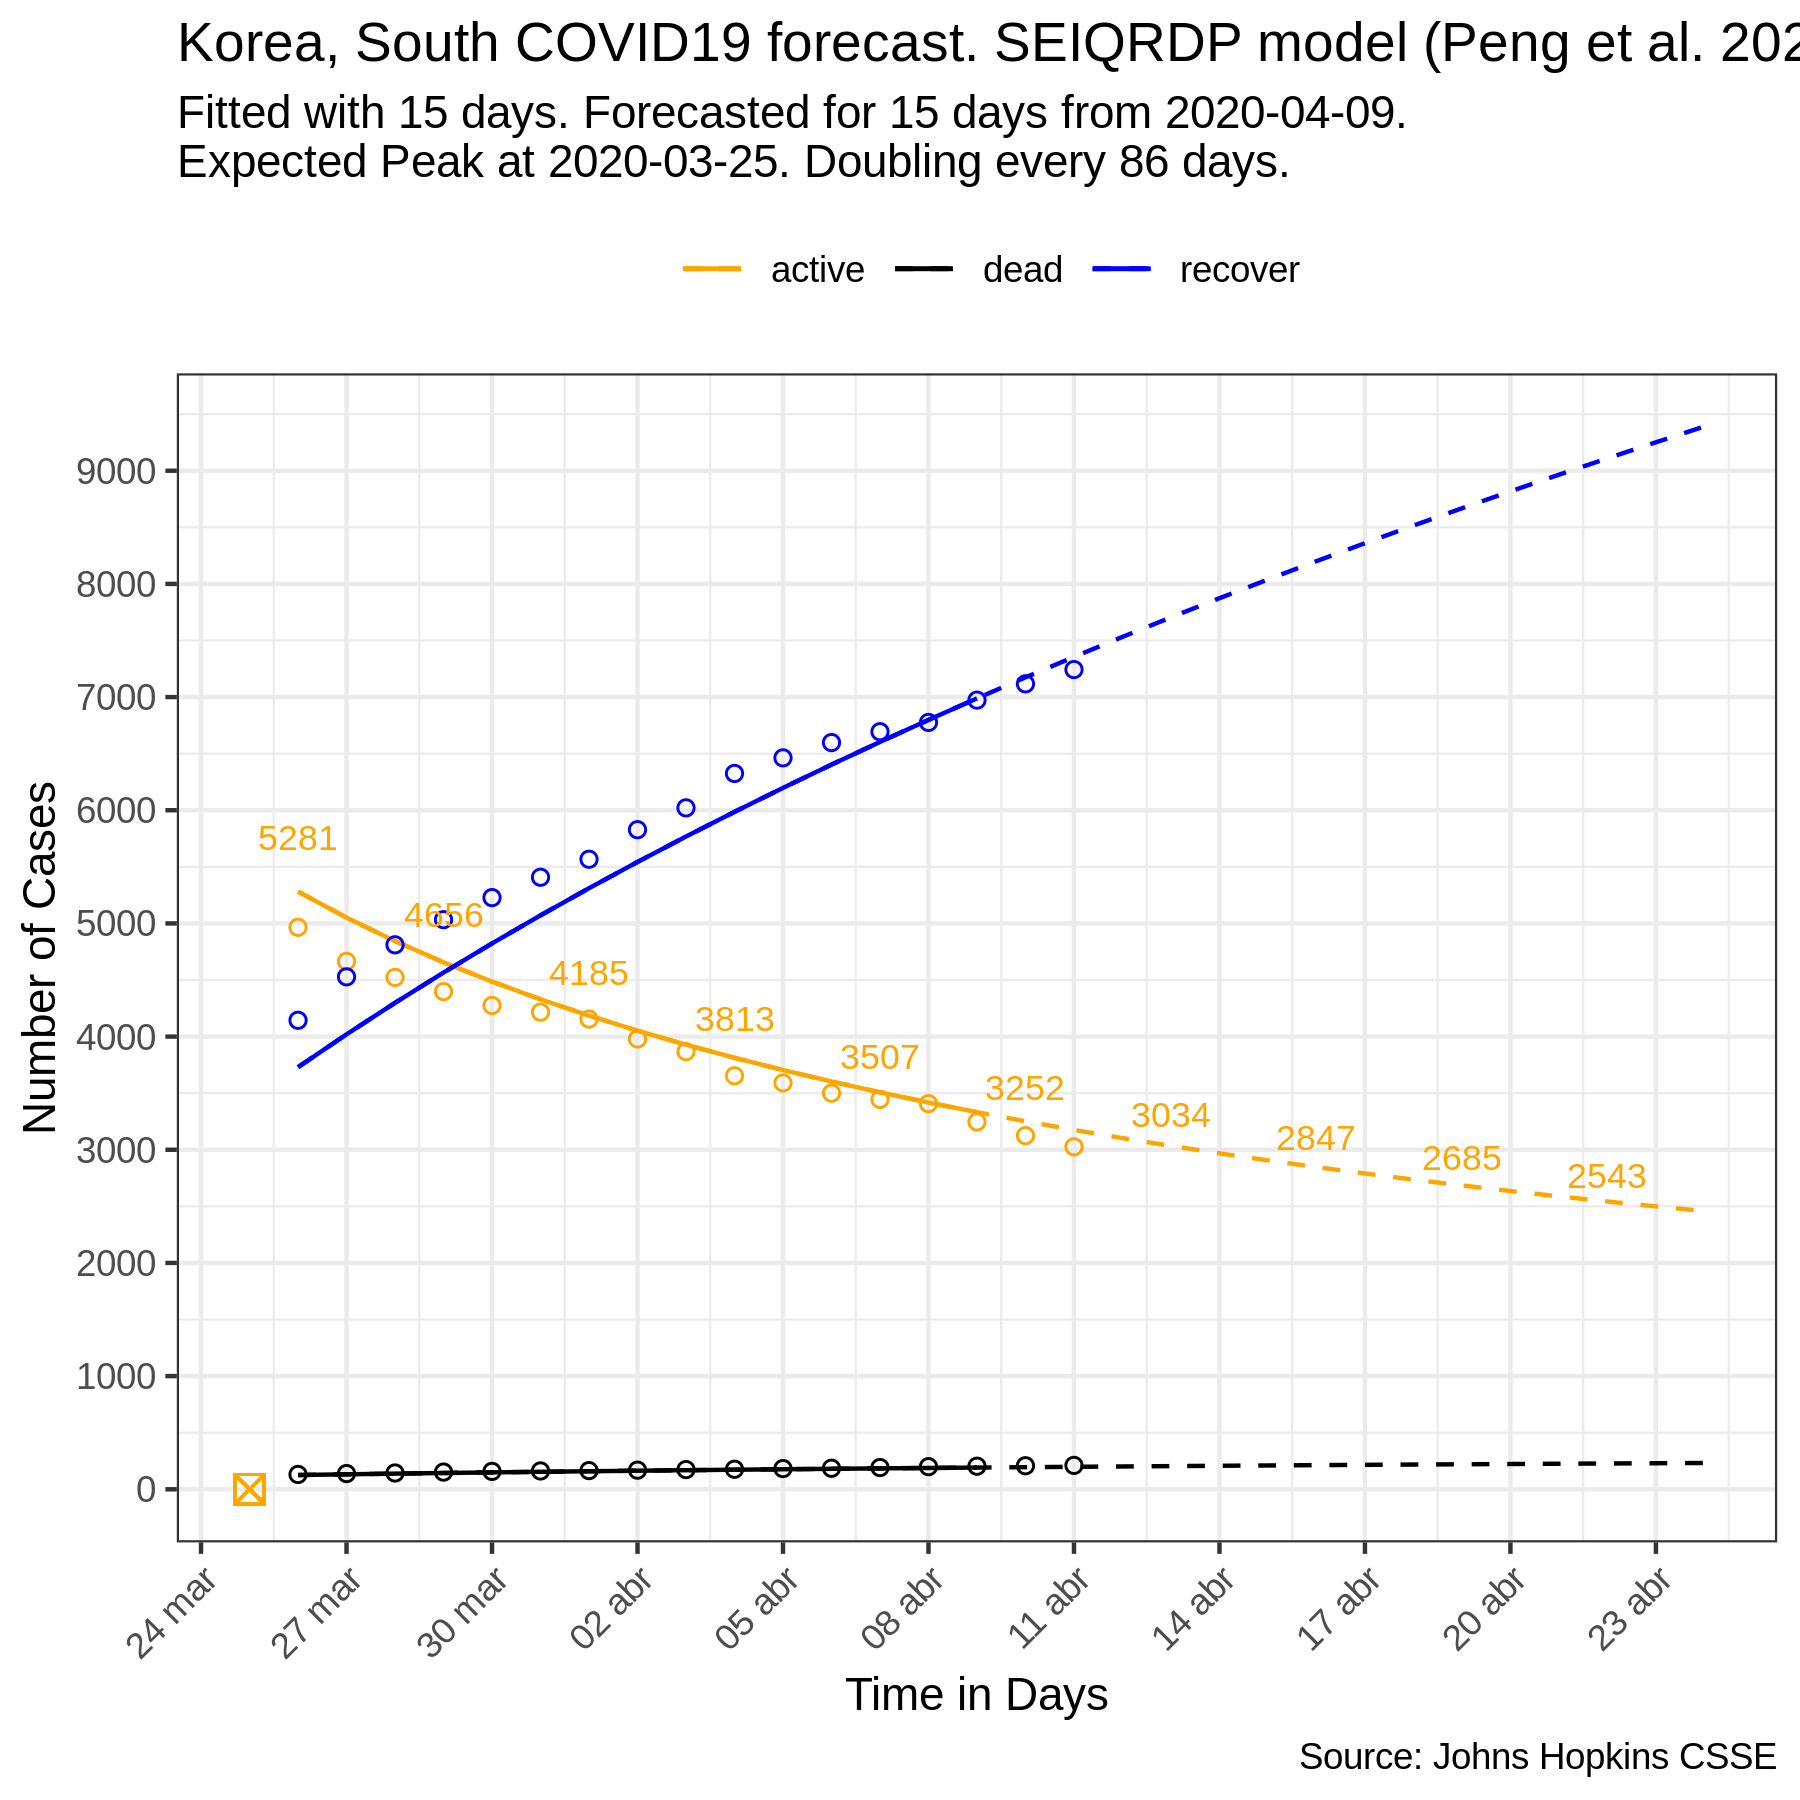 Korea, South COVID19 forecast. SEIQRDP model (Peng et al. 202
Fitted with 15 days. Forecasted for 15 days from 2020-04-09.
Expected Peak at 2020-03-25. Doubling every 86 days.
active dead recover
Number of Cases
9000
8000
7000
6000
5000
4000
3000
2000
1000
0
5281
4656
4185
3813
3507
3252
3034
2847
2685
2543
24 mar
27 mar
30 mar
02 abr
05 abr
08 abr
11 abr
14 abr
17 abr
20 abr
23 abr
Time in Days
Source: Johns Hopkins CSSE